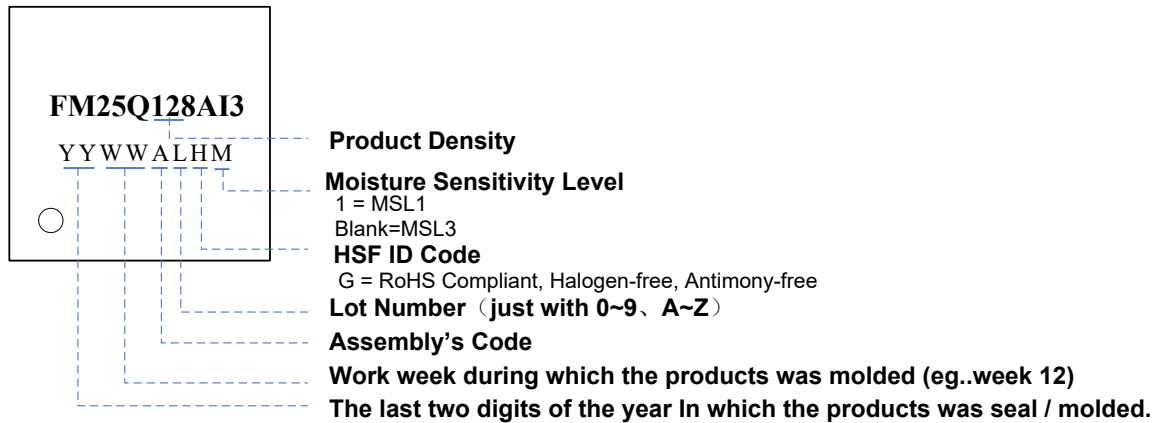 FM25Q128AI3
YYWWALHM
Product Density
Moisture Sensitivity Level
1 = MSL1
Blank=MSL3
HSF ID Code
G = RoHS Compliant, Halogen-free, Antimony-free
Lot Number（just with 0~9、A~Z）
Assembly's Code
Work week during which the products was molded (eg..week 12)
The last two digits of the year In which the products was seal / molded.